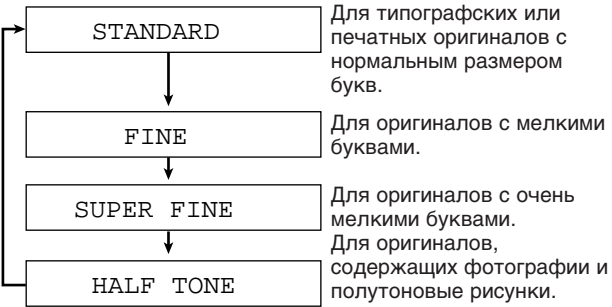 STANDARD
Для типографских или
печатных оригиналов с
нормальным размером
букв.
FINE
Для оригиналов с мелкими
буквами.
SUPER FINE
Для оригиналов с очень
мелкими буквами.
HALF TONE
Для оригиналов,
содержащих фотографии и
полутоновые рисунки.